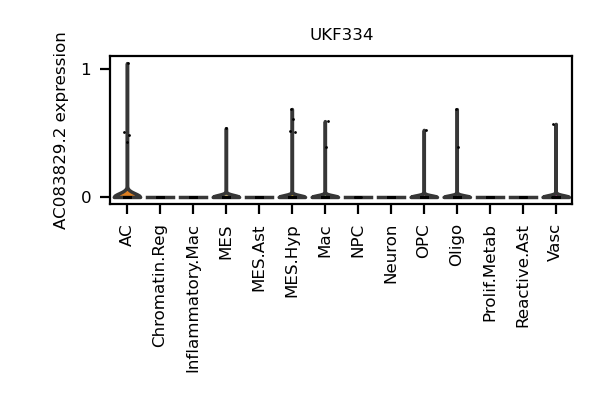 UKF334
AC083829.2 expression
1
0
AC
Chromatin.Reg
Inflammatory.Mac
MES
MES.Ast
MES.Hyp
Mac
NPC
Neuron
OPC
Oligo
Prolif.Metab
Reactive.Ast
Vasc